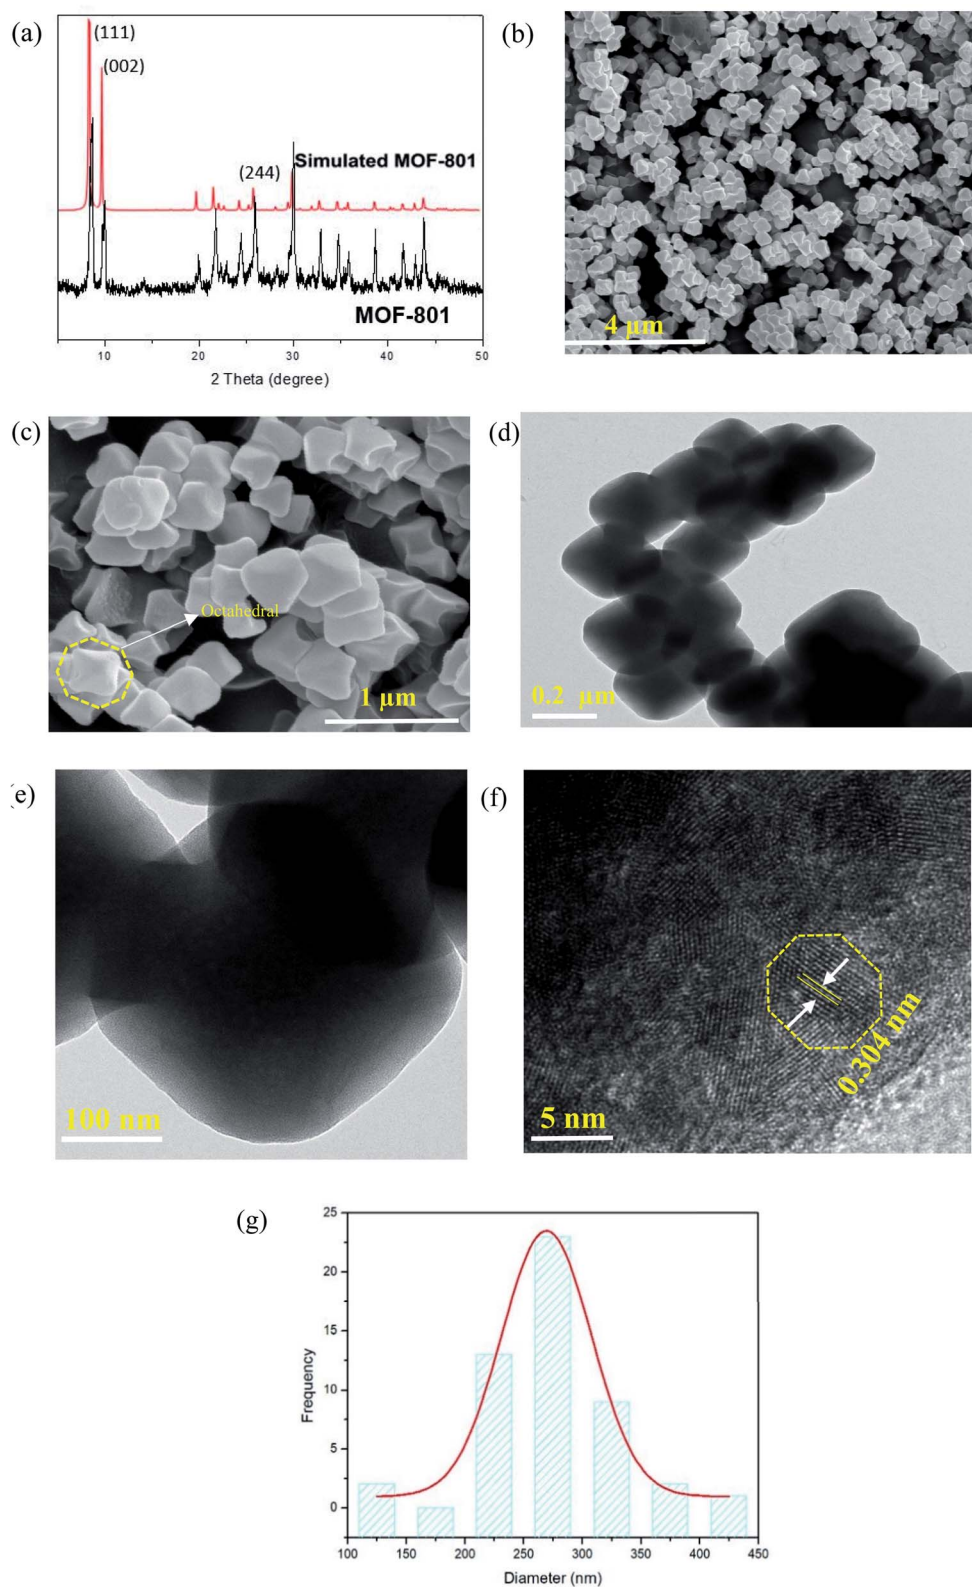 (a)
(111)
(002)
(244)
Simulated MOF-801
MOF-801
10 20 30 40 50
2 Theta (degree)
(b)
4 µm
(c)
Octahedral
1 µm
(d)
0.2 µm
(e)
100 nm
(f)
0.304 nm
5 nm
(g)
25
20
15
10
5
0
Frequency
100 150 200 250 300 350 400 450
Diameter (nm)